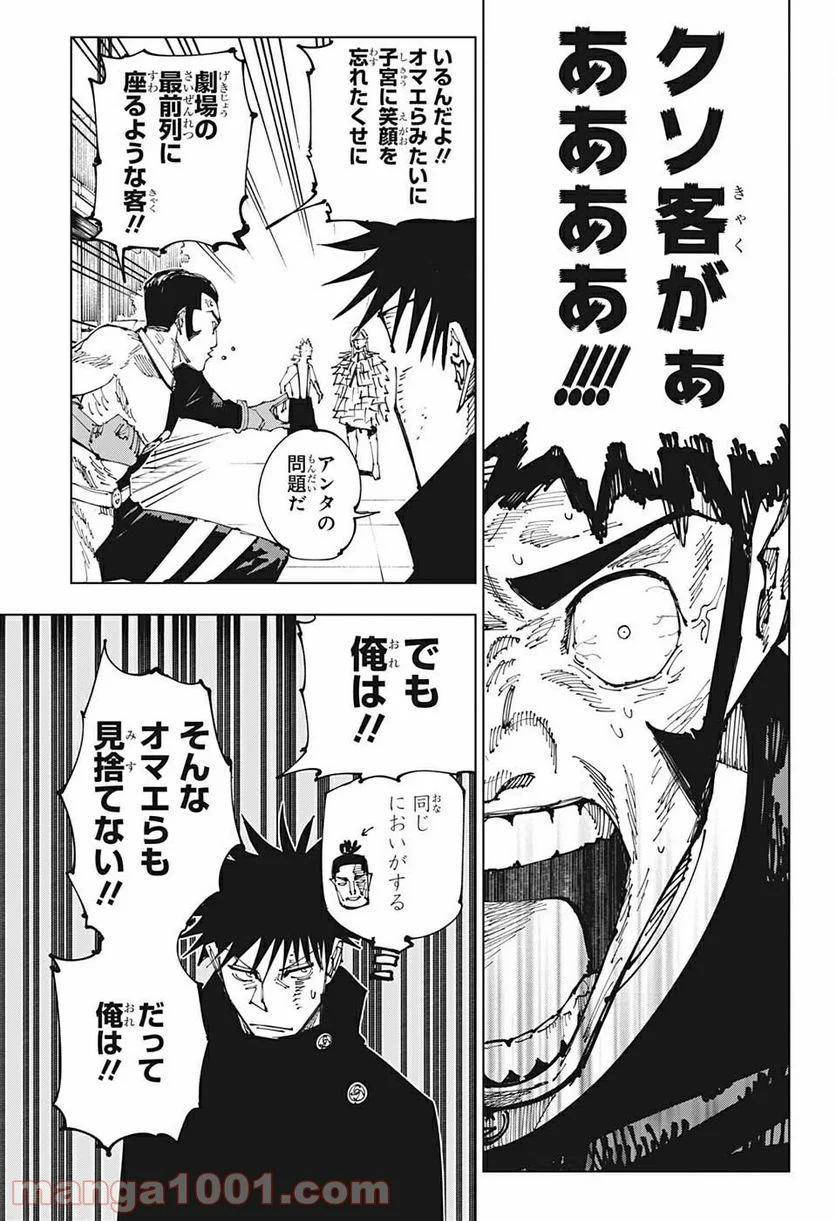 クソ客がぁ
ああああ!!!!
いるんだよ!!
オマエらみたいに
子宮に笑顔を
忘れたくせに
劇場の
最前列に
座るような客!!
アンタの
問題だ
でも
俺は!!
同じ
においがする
そんな
オマエらも
見捨てない!!
だって
俺は!!
manga1001.com